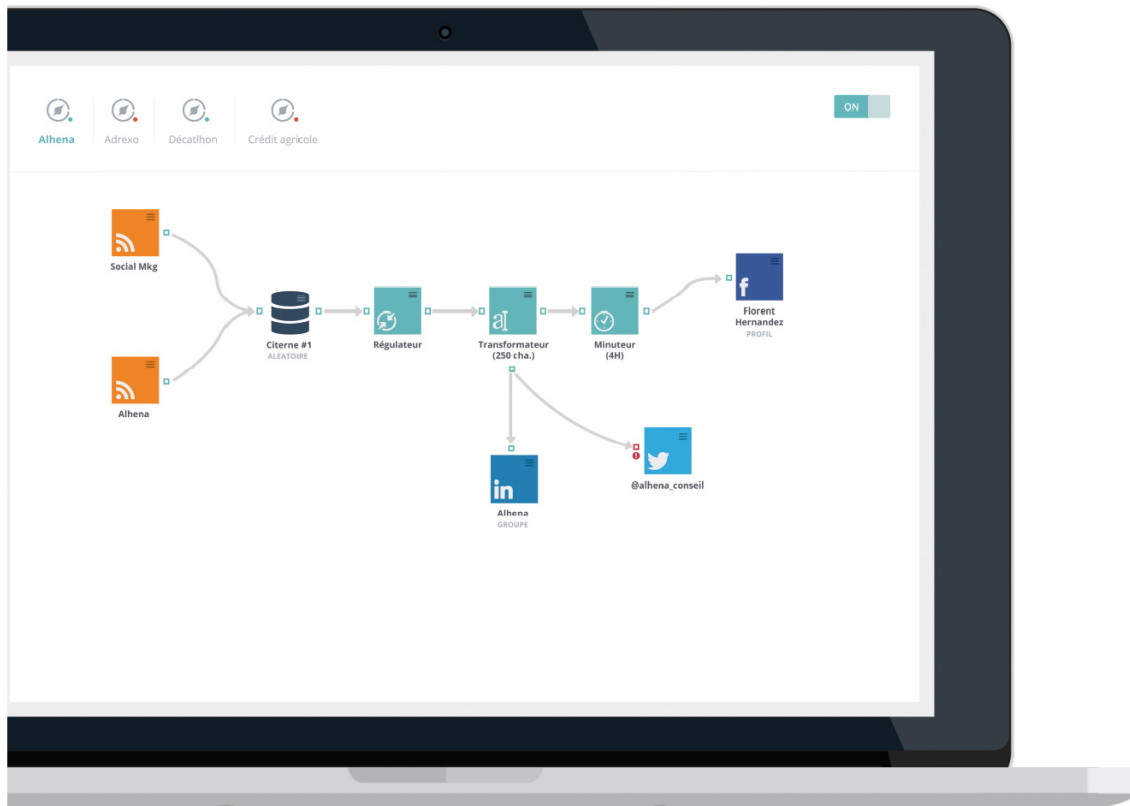 Alhena
Adrexo
Décatlhon
Crédit agricole
ON
Social Mkg
Alhena
Citerne #1
ALEATOIRE
Régulateur
Transformateur
(250 cha.)
Minuteur
(4H)
Florent
Hernandez
PROFIL
Alhena
GROUPE
@alhena_conseil